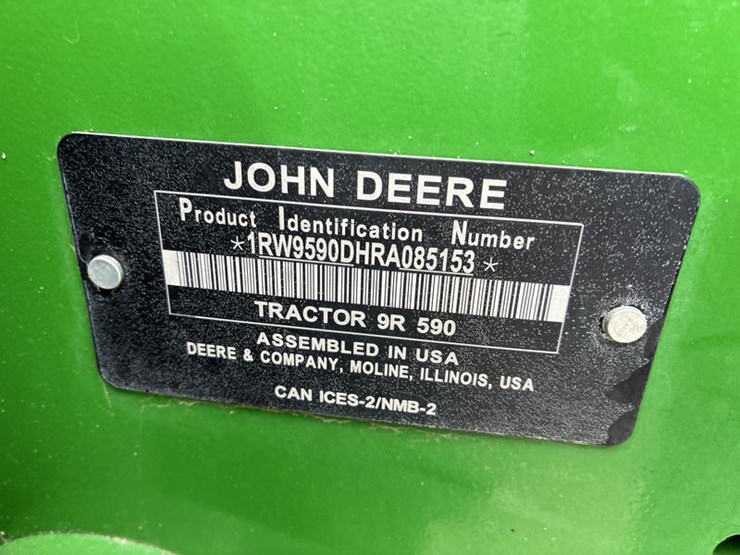 JOHN DEERE
Product Identification Number
*1RW9590DHRA085153*
TRACTOR 9R 590
ASSEMBLED IN USA
DEERE & COMPANY, MOLINE, ILLINOIS, USA
CAN ICES-2/NMB-2